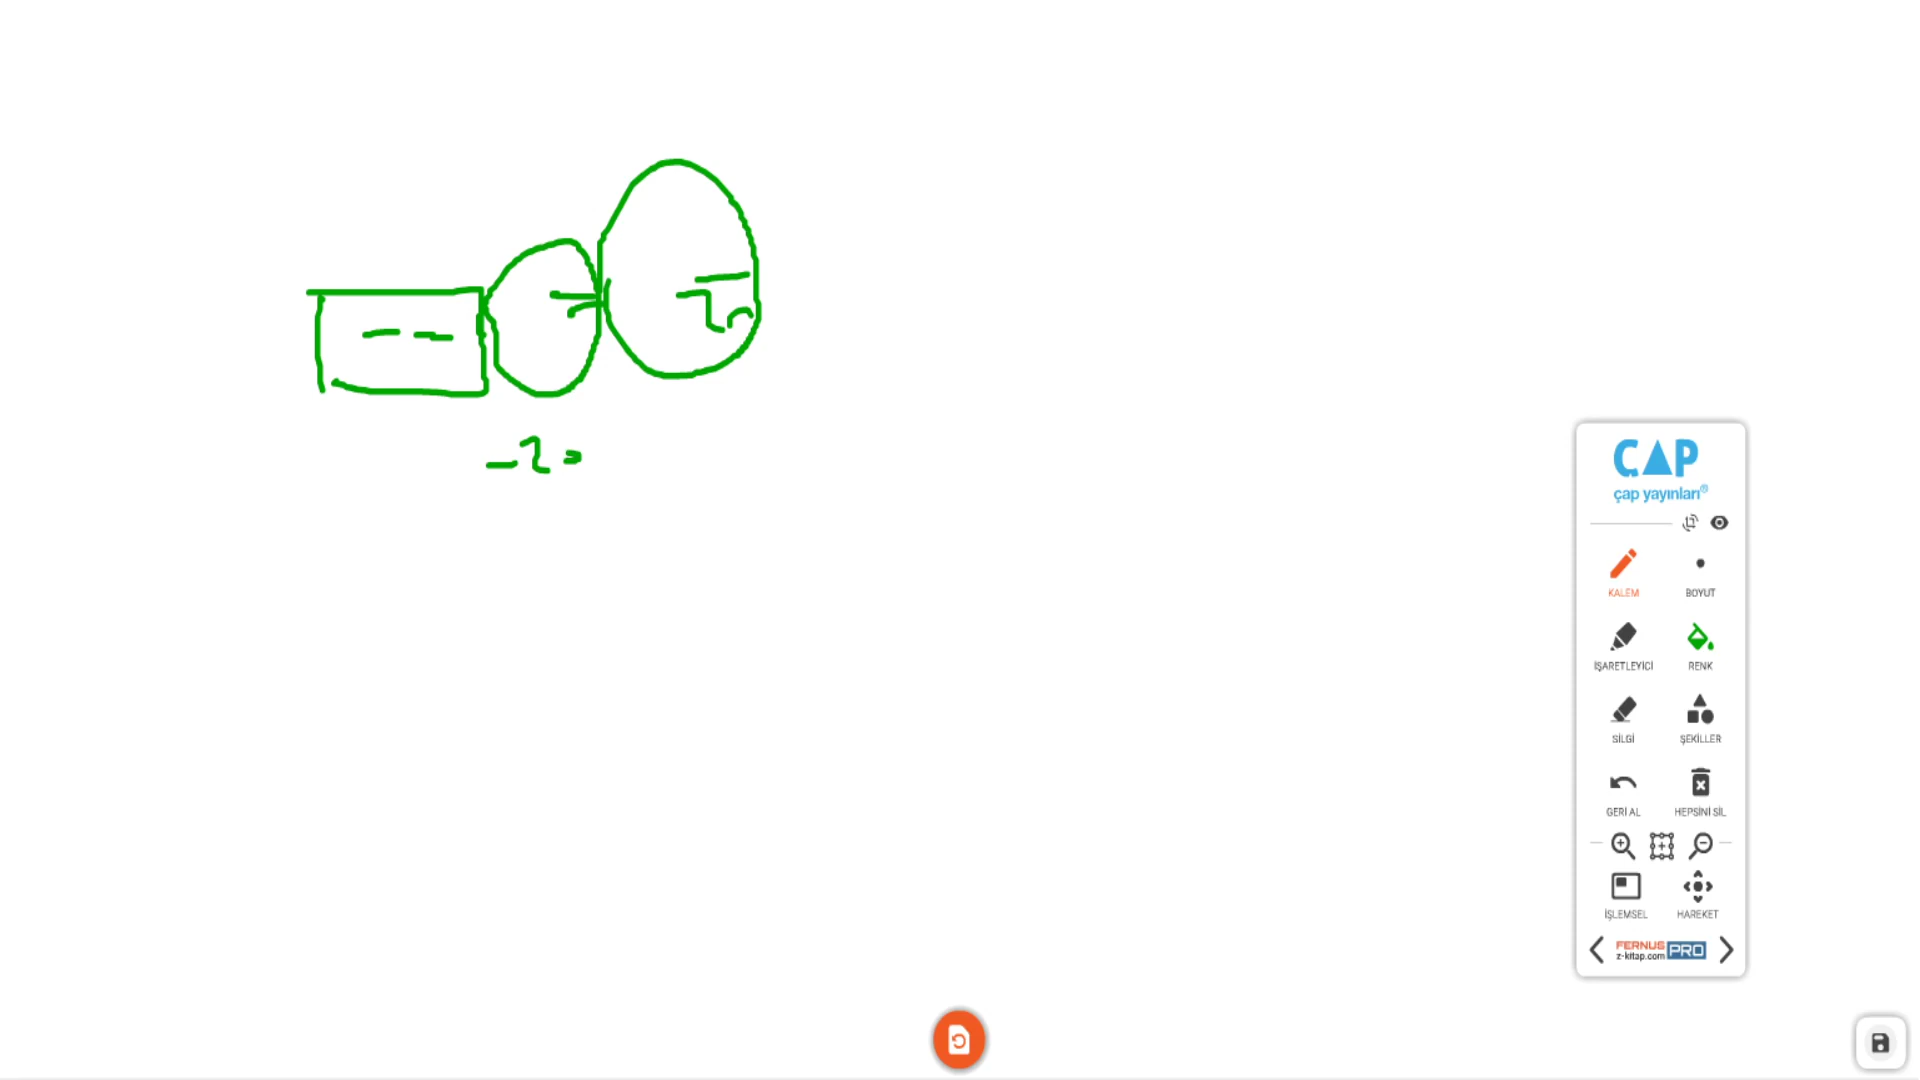 -2 =
ÇAP
çap yayınları®
KALEM
BOYUT
İŞARETLEYİCİ
RENK
SİLGİ
ŞEKİLLER
GERİ AL
HEPSİNİ SİL
İŞLEMSEL
HAREKET
FERNUS
z-kitap.com
PRO